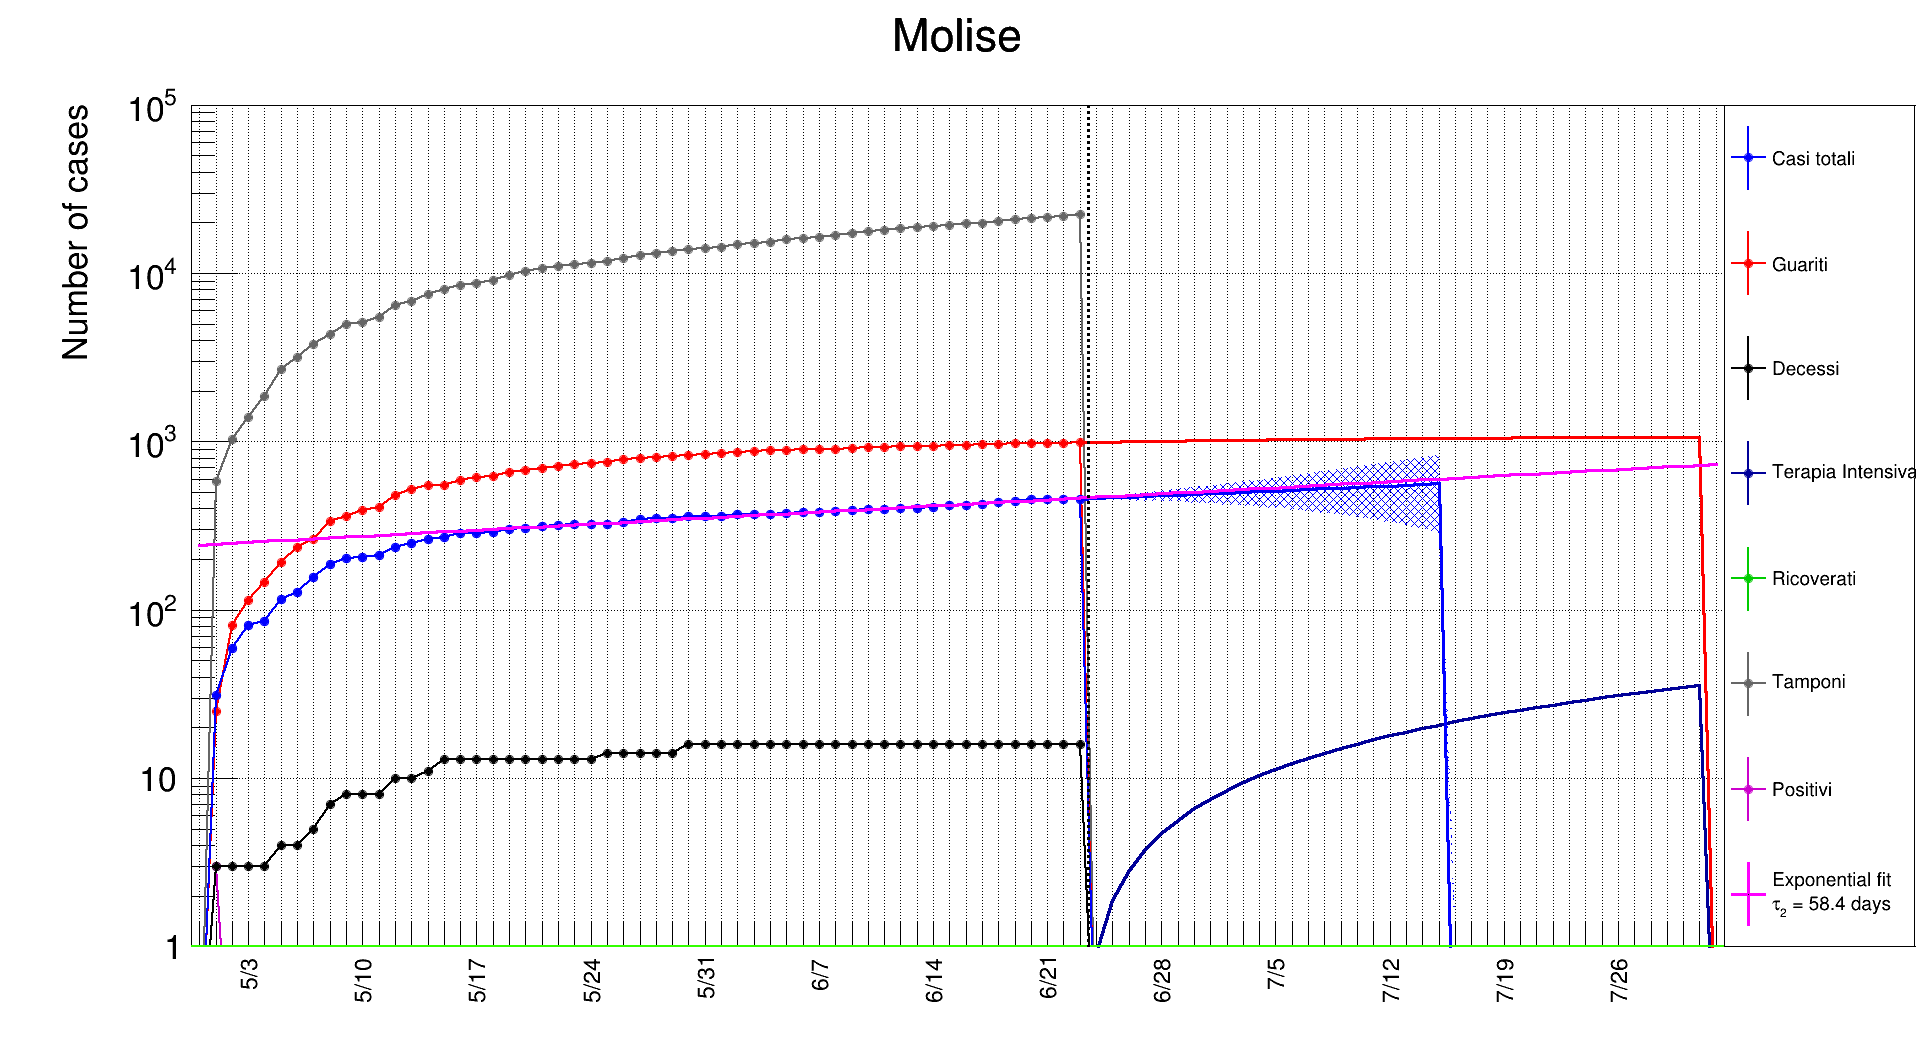 Molise
Number of cases
10^5
10^4
10^3
10^2
10
1
5/3
5/10
5/17
5/24
5/31
6/7
6/14
6/21
6/28
7/5
7/12
7/19
7/26
Casi totali
Guariti
Decessi
Terapia Intensiva
Ricoverati
Tamponi
Positivi
Exponential fit
τ₂ = 58.4 days